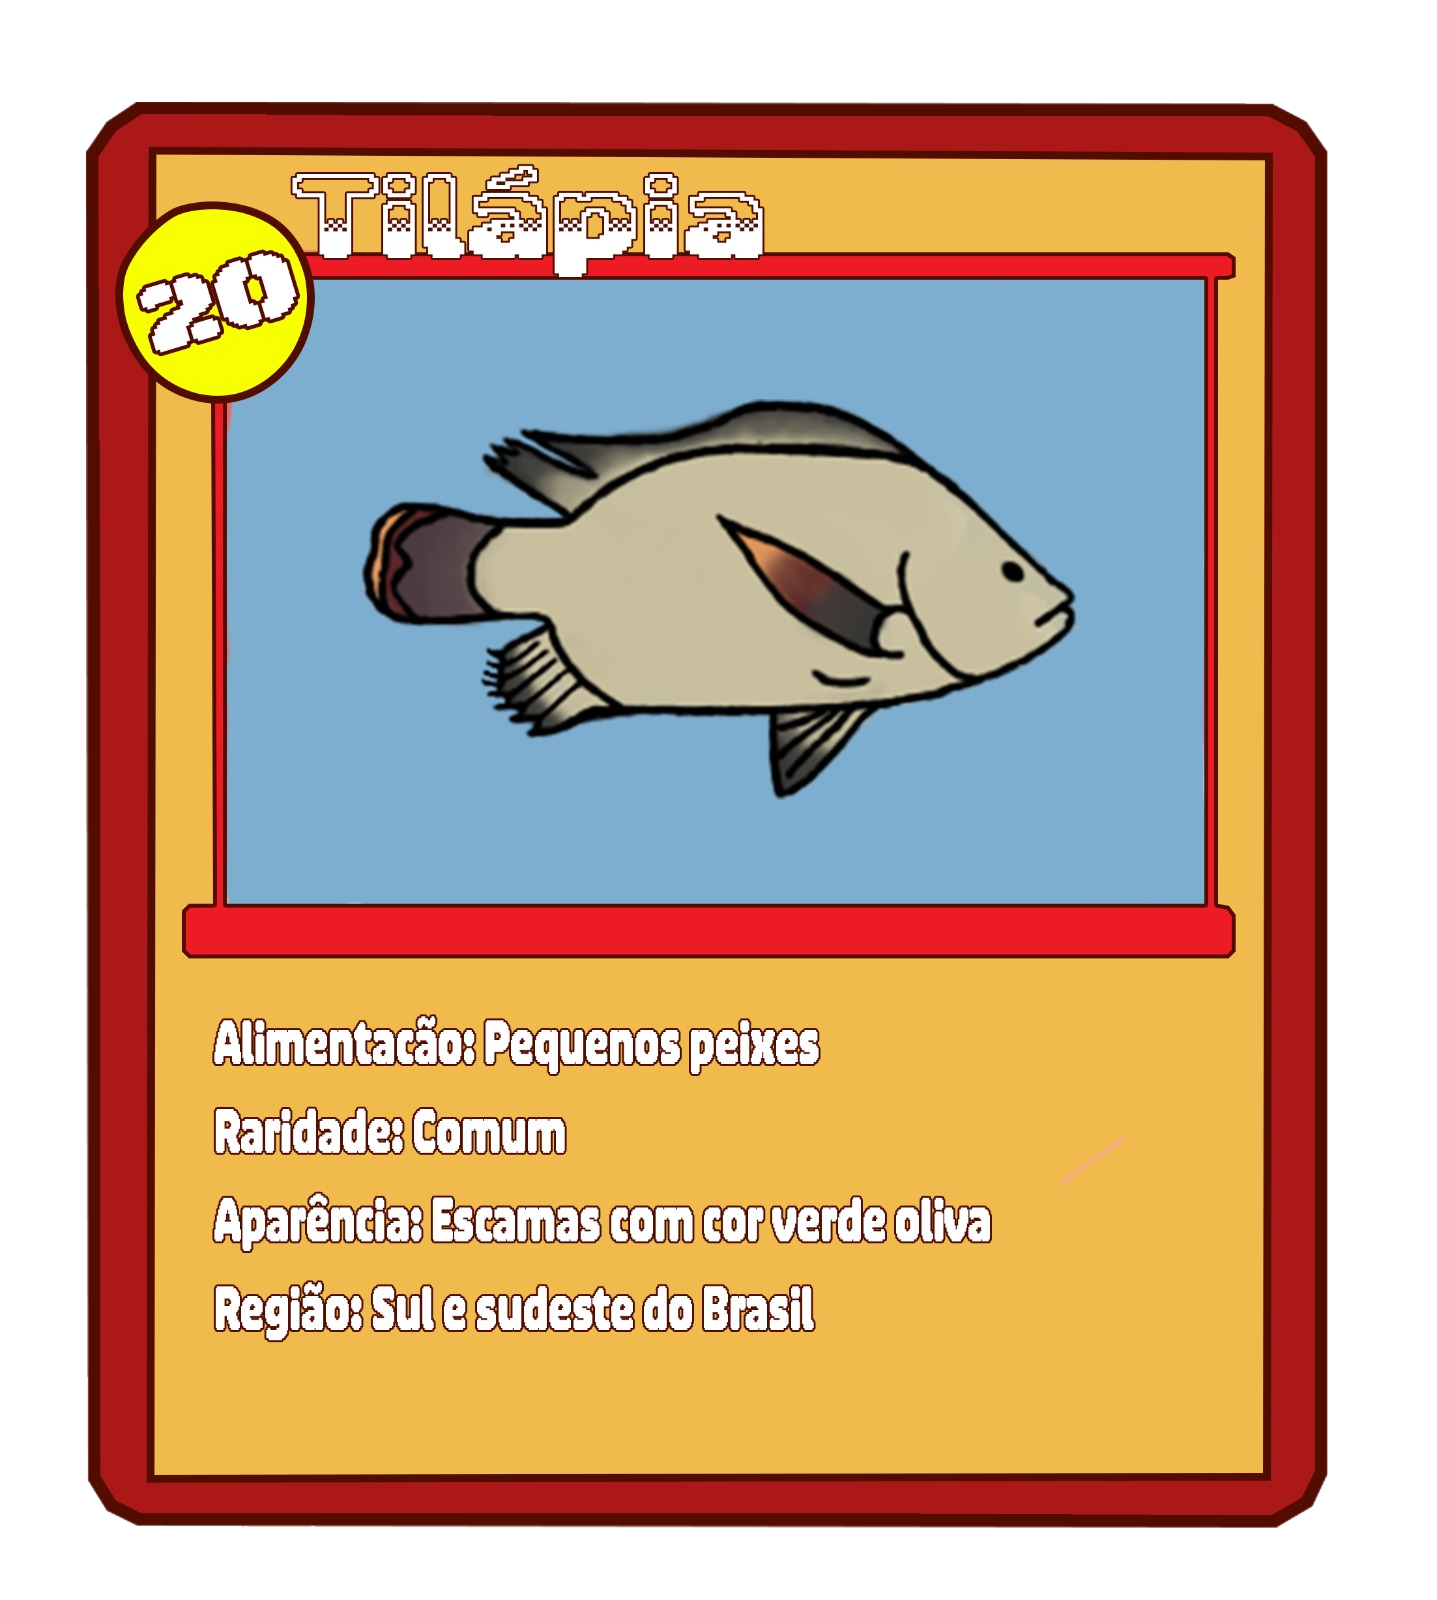 Tilápia
20
Alimentacão: Pequenos peixes
Raridade: Comum
Aparência: Escamas com cor verde oliva
Região: Sul e sudeste do Brasil